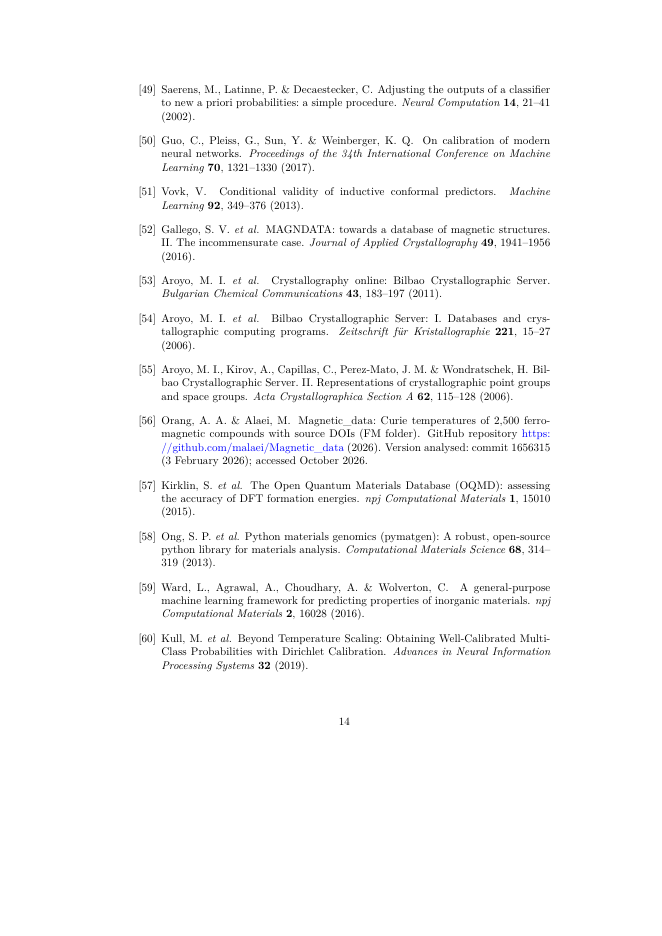 [49] Saerens, M., Latinne, P. & Decaestecker, C. Adjusting the outputs of a classifier
to new a priori probabilities: a simple procedure. Neural Computation 14, 21–41
(2002).
[50] Guo, C., Pleiss, G., Sun, Y. & Weinberger, K. Q. On calibration of modern
neural networks. Proceedings of the 34th International Conference on Machine
Learning 70, 1321–1330 (2017).
[51] Vovk, V. Conditional validity of inductive conformal predictors. Machine
Learning 92, 349–376 (2013).
[52] Gallego, S. V. et al. MAGNDATA: towards a database of magnetic structures.
II. The incommensurate case. Journal of Applied Crystallography 49, 1941–1956
(2016).
[53] Aroyo, M. I. et al. Crystallography online: Bilbao Crystallographic Server.
Bulgarian Chemical Communications 43, 183–197 (2011).
[54] Aroyo, M. I. et al. Bilbao Crystallographic Server: I. Databases and crys-
tallographic computing programs. Zeitschrift für Kristallographie 221, 15–27
(2006).
[55] Aroyo, M. I., Kirov, A., Capillas, C., Perez-Mato, J. M. & Wondratschek, H. Bil-
bao Crystallographic Server. II. Representations of crystallographic point groups
and space groups. Acta Crystallographica Section A 62, 115–128 (2006).
[56] Orang, A. A. & Alaei, M. Magnetic_data: Curie temperatures of 2,500 ferro-
magnetic compounds with source DOIs (FM folder). GitHub repository https:
//github.com/malaei/Magnetic_data (2026). Version analysed: commit 1656315
(3 February 2026); accessed October 2026.
[57] Kirklin, S. et al. The Open Quantum Materials Database (OQMD): assessing
the accuracy of DFT formation energies. npj Computational Materials 1, 15010
(2015).
[58] Ong, S. P. et al. Python materials genomics (pymatgen): A robust, open-source
python library for materials analysis. Computational Materials Science 68, 314–
319 (2013).
[59] Ward, L., Agrawal, A., Choudhary, A. & Wolverton, C. A general-purpose
machine learning framework for predicting properties of inorganic materials. npj
Computational Materials 2, 16028 (2016).
[60] Kull, M. et al. Beyond Temperature Scaling: Obtaining Well-Calibrated Multi-
Class Probabilities with Dirichlet Calibration. Advances in Neural Information
Processing Systems 32 (2019).
14